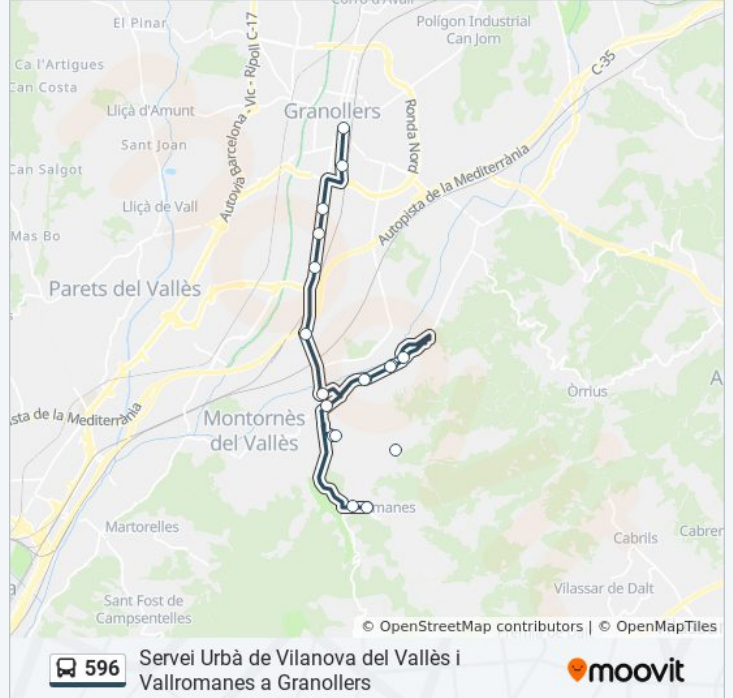 El Pinar
Polígon Industrial
Can Jorn
Ca l'Artigues
Can Costa
C-35
Autovia Barcelona - Vic - Ripoll C-17
Lliçà d'Amunt
Granollers
Ronda Nord
Sant Joan
Can Salgot
Autopista de la Mediterrània
Lliçà de Vall
Mas Bo
Parets del Vallès
Òrrius
A
sta de la Mediterrània
Montornès
del Vallès
manes
Martorelles
Cabrils
Cabrer
Vilassar de Dalt
Sant Fost de
Campsentelles
a
© OpenStreetMap contributors | © OpenMapTiles
596
Servei Urbà de Vilanova del Vallès i
Vallromanes a Granollers
moovit